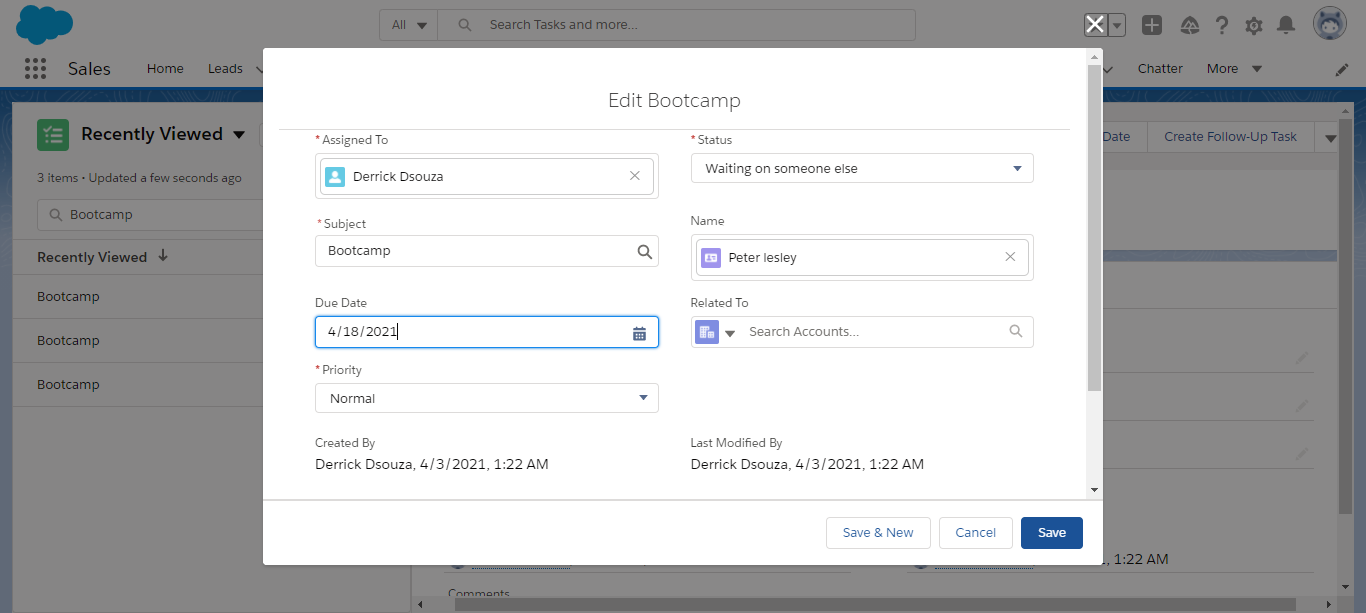 All
Search Tasks and more...
Sales
Home
Leads
Chatter
More
Recently Viewed
3 items • Updated a few seconds ago
Bootcamp
Recently Viewed
Bootcamp
Bootcamp
Bootcamp
Date
Create Follow-Up Task
Edit Bootcamp
* Assigned To
Derrick Dsouza
* Status
Waiting on someone else
* Subject
Bootcamp
Name
Peter lesley
Due Date
4/18/2021
Related To
Search Accounts...
* Priority
Normal
Created By
Derrick Dsouza, 4/3/2021, 1:22 AM
Last Modified By
Derrick Dsouza, 4/3/2021, 1:22 AM
Save & New
Cancel
Save
, 1:22 AM
Comments